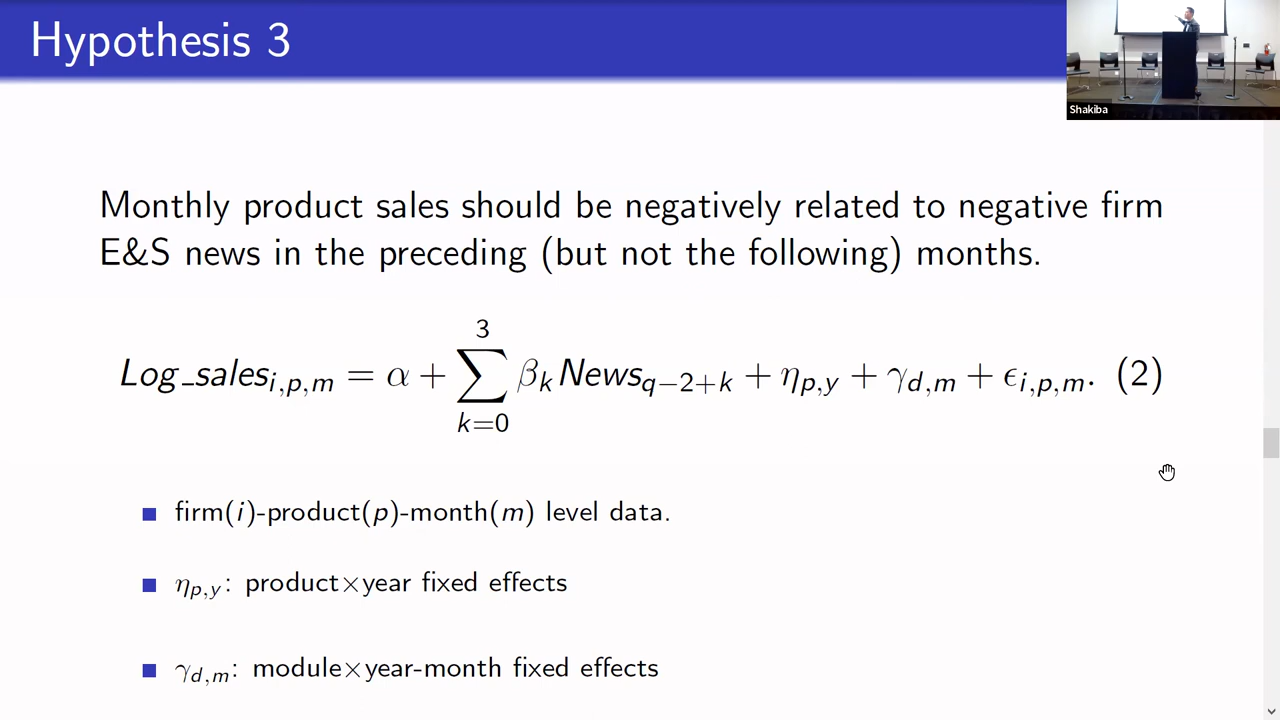 Hypothesis 3
Shakiba
Monthly product sales should be negatively related to negative firm
E&S news in the preceding (but not the following) months.
Log_sales_{i,p,m} = α + \sum_{k=0}^{3} β_k News_{q−2+k} + η_{p,y} + γ_{d,m} + ϵ_{i,p,m}. (2)
firm(i)-product(p)-month(m) level data.
η_{p,y}: product×year fixed effects
γ_{d,m}: module×year-month fixed effects